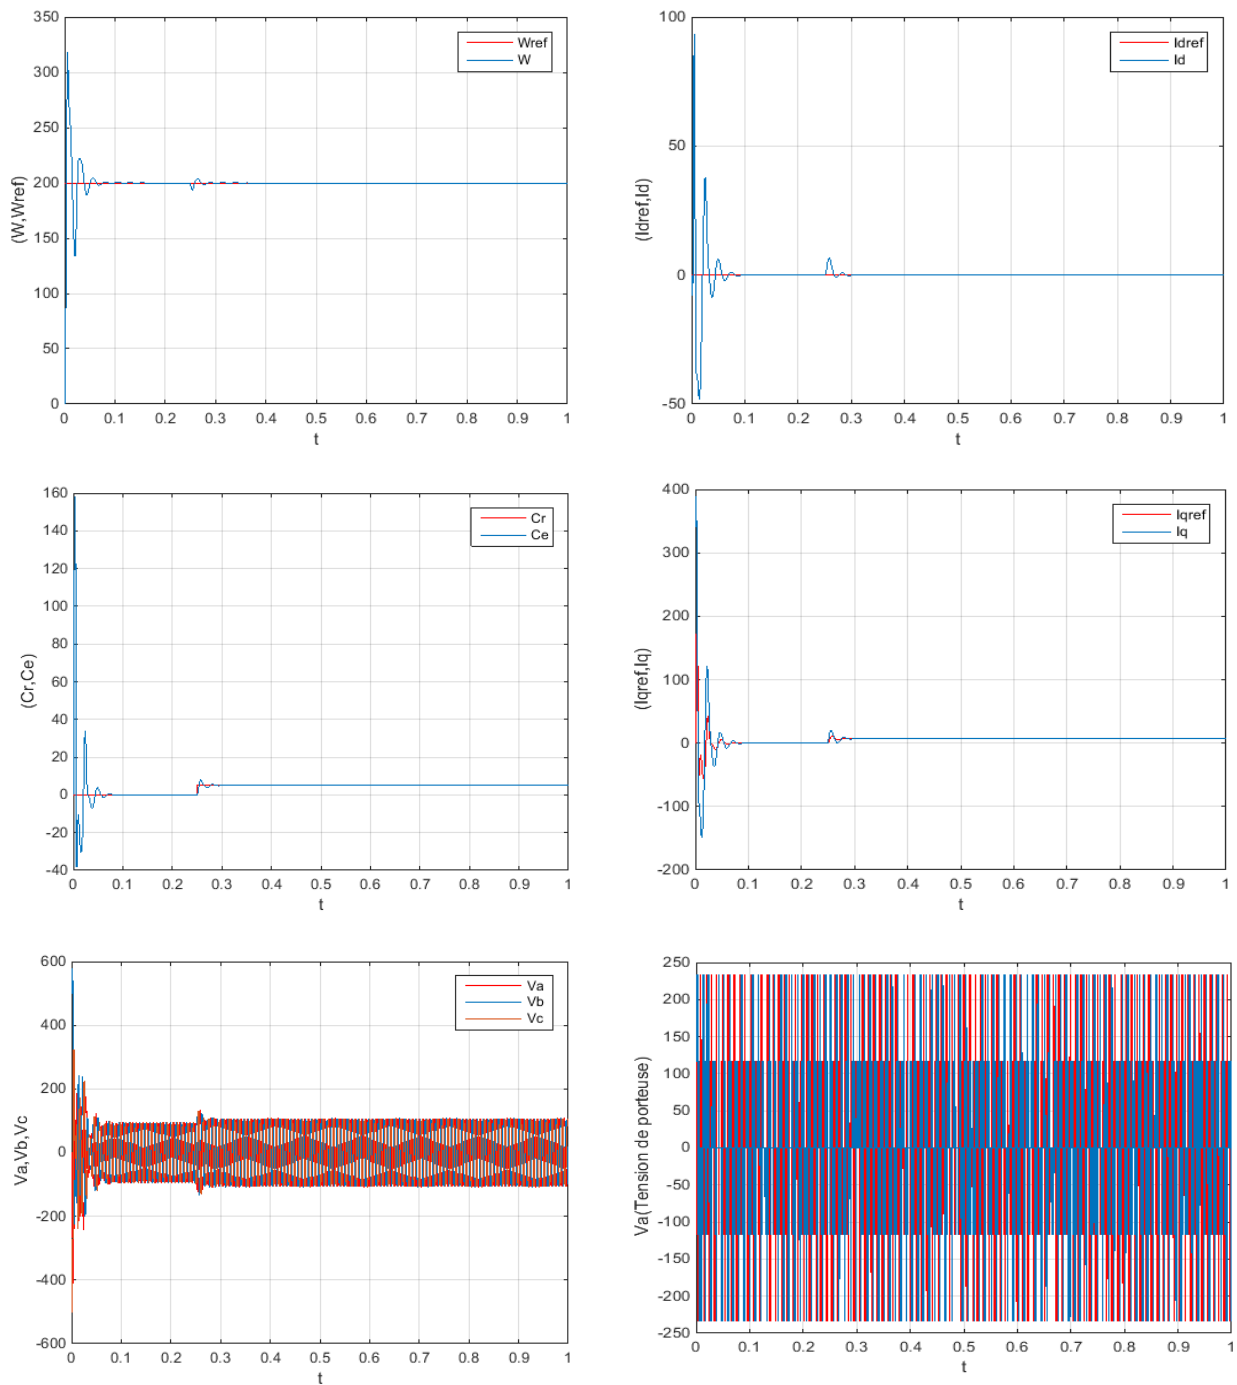 350
300
250
200
150
100
50
0
0 0.1 0.2 0.3 0.4 0.5 0.6 0.7 0.8 0.9 1
t
(W,Wref)
Wref
W
100
50
0
-50
0 0.1 0.2 0.3 0.4 0.5 0.6 0.7 0.8 0.9 1
t
(Idref,Id)
Idref
Id
160
140
120
100
80
60
40
20
0
-20
-40
0 0.1 0.2 0.3 0.4 0.5 0.6 0.7 0.8 0.9 1
t
(Cr,Ce)
Cr
Ce
400
300
200
100
0
-100
-200
0 0.1 0.2 0.3 0.4 0.5 0.6 0.7 0.8 0.9 1
t
(Iqref,Iq)
Iqref
Iq
600
400
200
0
-200
-400
-600
0 0.1 0.2 0.3 0.4 0.5 0.6 0.7 0.8 0.9 1
t
Va,Vb,Vc
Va
Vb
Vc
250
200
150
100
50
0
-50
-100
-150
-200
-250
0 0.1 0.2 0.3 0.4 0.5 0.6 0.7 0.8 0.9 1
t
Va(Tension de porteuse)